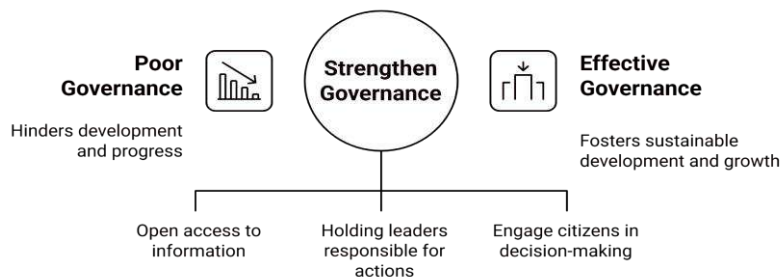 Poor
Governance
Hinders development
and progress
Strengthen
Governance
Effective
Governance
Fosters sustainable
development and growth
Open access to
information
Holding leaders
responsible for
actions
Engage citizens in
decision-making